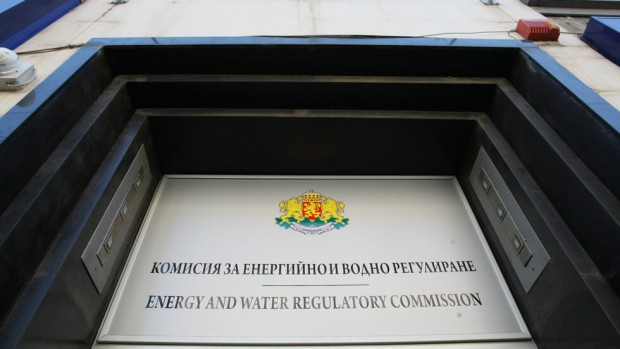 КОМИСИЯ ЗА ЕНЕРГИЙНО И ВОДНО РЕГУЛИРАНЕ
ENERGY AND WATER REGULATORY COMMISSION